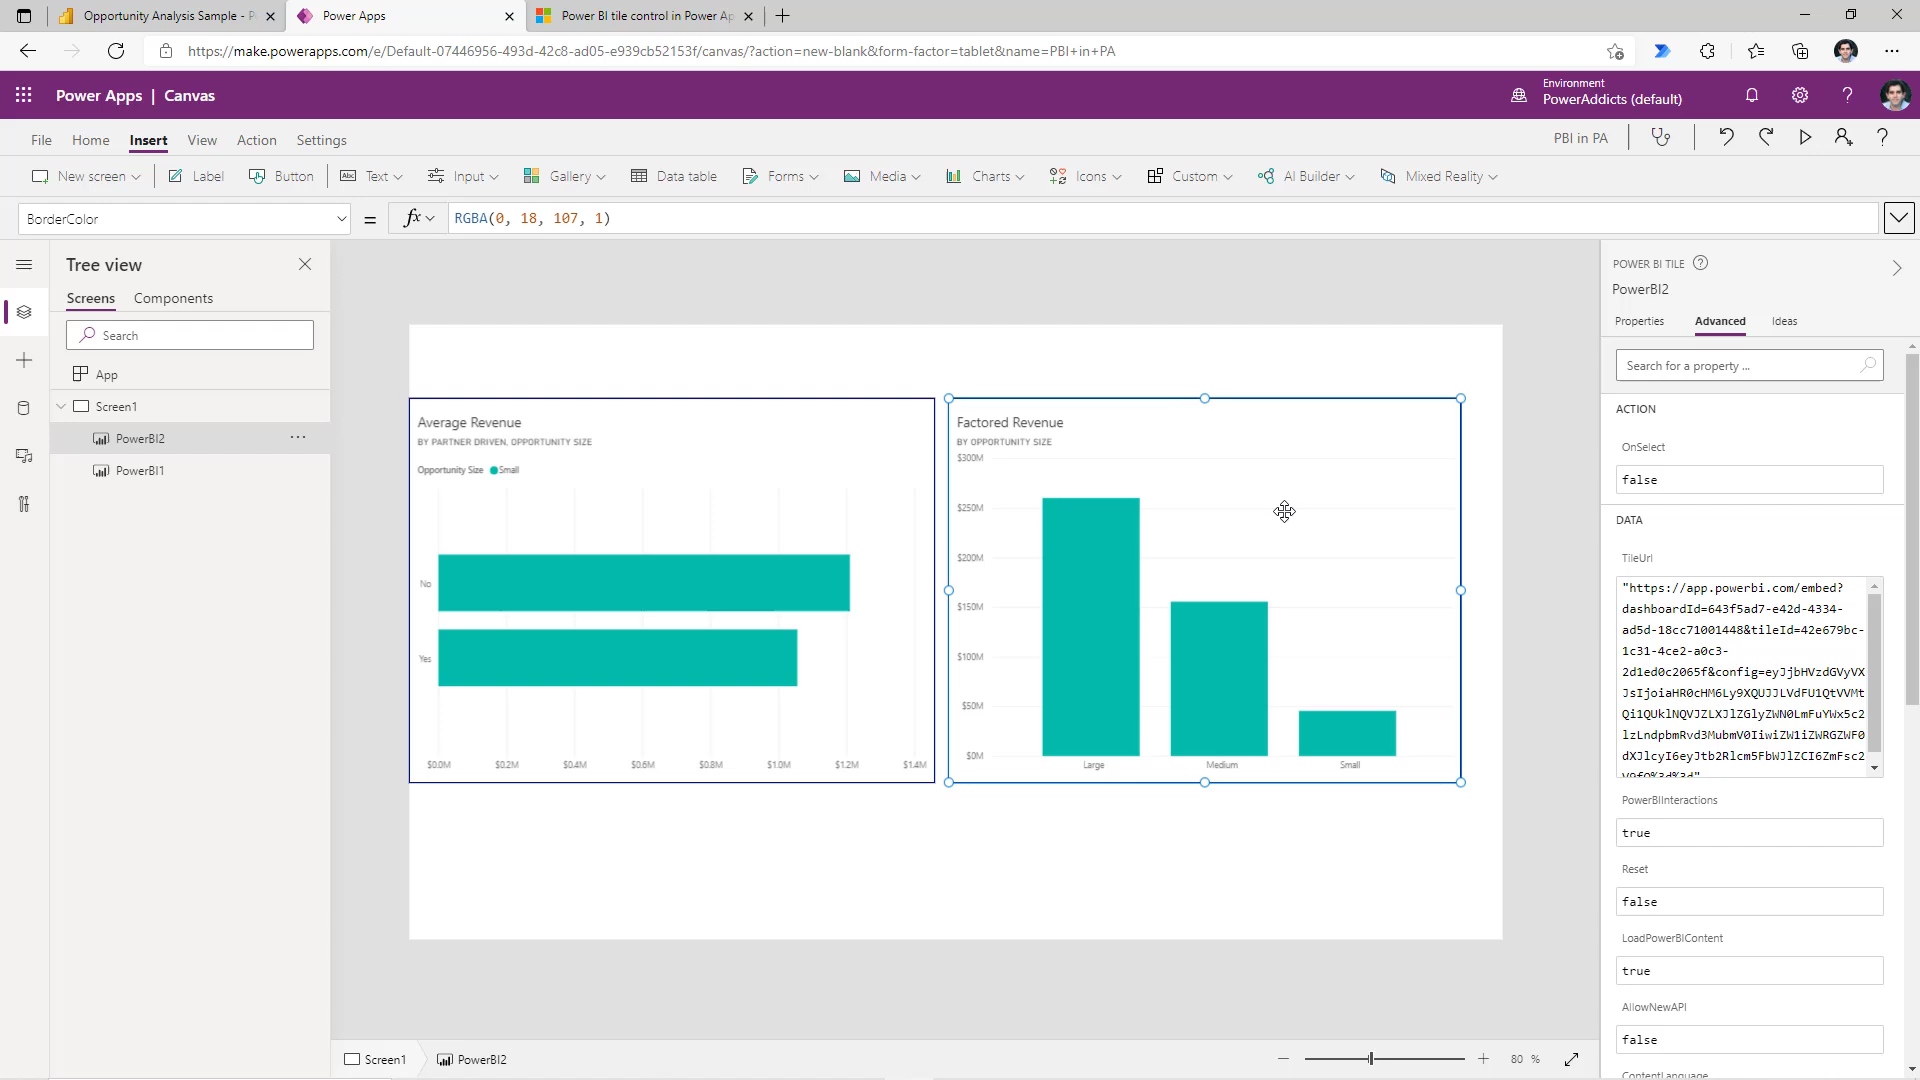 Opportunity Analysis Sample - P
Power Apps
Power BI tile control in Power Ap
https://make.powerapps.com/e/Default-07446956-493d-42c8-ad05-e939cb52153f/canvas/?action=new-blank&form-factor=tablet&name=PBI+in+PA
Power Apps | Canvas
Environment
PowerAddicts (default)
File Home Insert View Action Settings
PBI in PA
New screen Label Button Text Input Gallery Data table Forms Media Charts Icons Custom AI Builder Mixed Reality
BorderColor = fx RGBA(0, 18, 107, 1)
Tree view
Screens Components
Search
App
Screen1
PowerBI2
PowerBI1
Average Revenue
BY PARTNER DRIVEN, OPPORTUNITY SIZE
Opportunity Size Small
No
Yes
$0.0M $0.2M $0.4M $0.6M $0.8M $1.0M $1.2M $1.4M
Factored Revenue
BY OPPORTUNITY SIZE
$300M
$250M
$200M
$150M
$100M
$50M
$0M
Large Medium Small
POWER BI TILE
PowerBI2
Properties Advanced Ideas
Search for a property ...
ACTION
OnSelect
false
DATA
TileUrl
"https://app.powerbi.com/embed?
dashboardId=643f5ad7-e42d-4334-
ad5d-18cc71001448&tileId=42e679bc-
1c31-4ce2-a0c3-
2d1ed0c2065f&config=eyJjbHVzdGVyVX
JsIjoiaHR0cHM6Ly9XQUJJLVdFU1QtVVMt
Qi1QUklNQVJZLXJlZGlyZWN0LmFuYWx5c2
lzLndpbmRvd3MubmV0IiwiZW1iZWRGZWF0
dXJlcyI6eyJtb2Rlcm5FbWJlZCI6ZmFsc2
V9fQ%3d%3d"
PowerBIInteractions
true
Reset
false
LoadPowerBIContent
true
AllowNewAPI
false
ContentLanguage
Screen1 PowerBI2
80 %